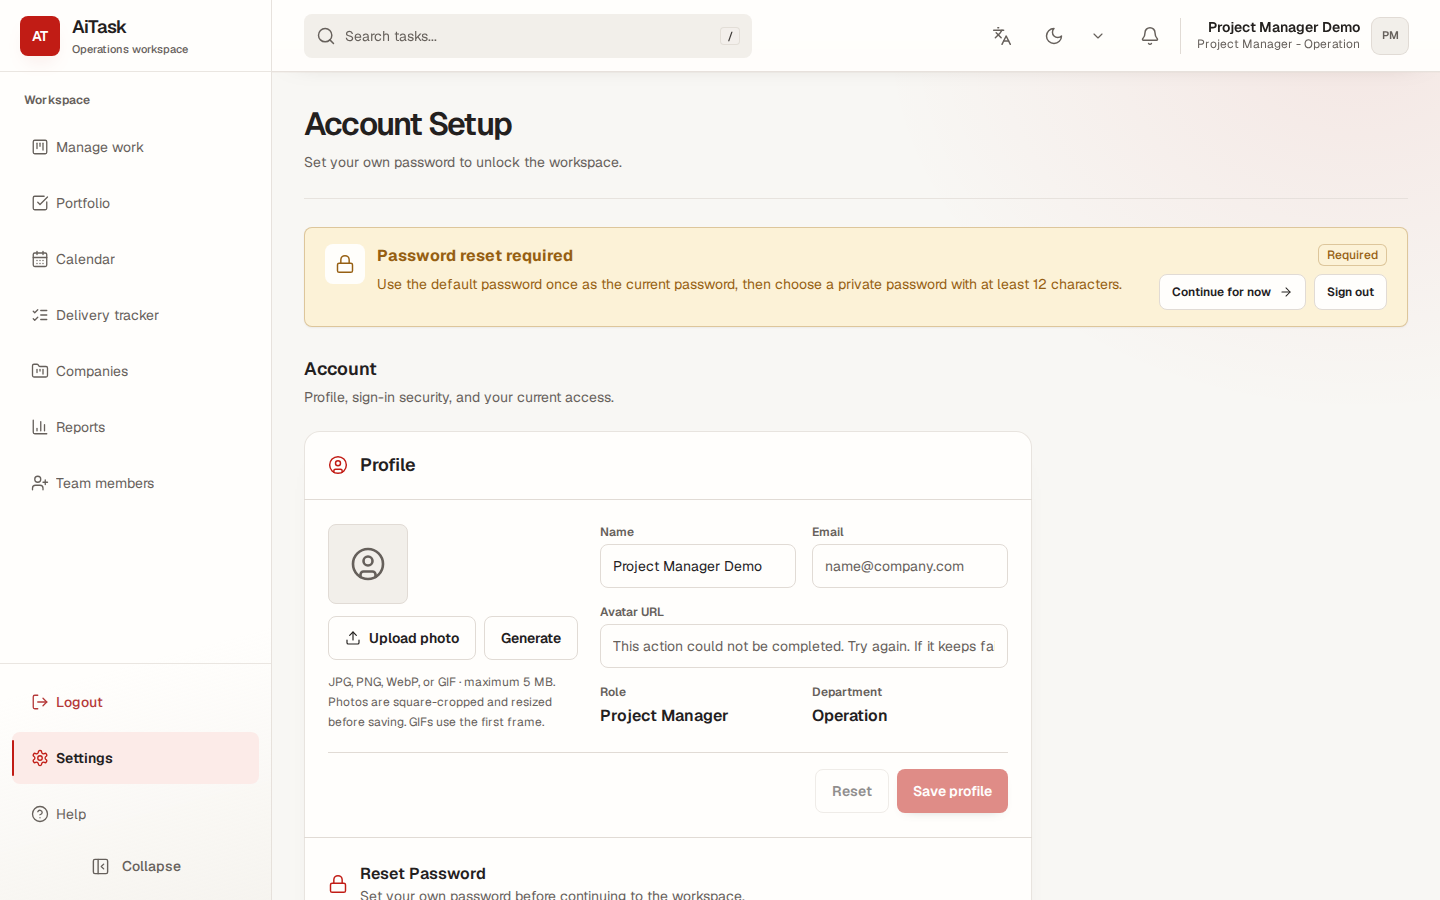 AT
AiTask
Operations workspace
Search tasks...
/
Project Manager Demo
Project Manager - Operation
PM
Workspace
Manage work
Portfolio
Calendar
Delivery tracker
Companies
Reports
Team members
Logout
Settings
Help
Collapse
Account Setup
Set your own password to unlock the workspace.
Password reset required
Required
Use the default password once as the current password, then choose a private password with at least 12 characters.
Continue for now
Sign out
Account
Profile, sign-in security, and your current access.
Profile
Upload photo
Generate
JPG, PNG, WebP, or GIF · maximum 5 MB.
Photos are square-cropped and resized
before saving. GIFs use the first frame.
Name
Email
Project Manager Demo
name@company.com
Avatar URL
This action could not be completed. Try again. If it keeps fa
Role
Department
Project Manager
Operation
Reset
Save profile
Reset Password
Set your own password before continuing to the workspace.